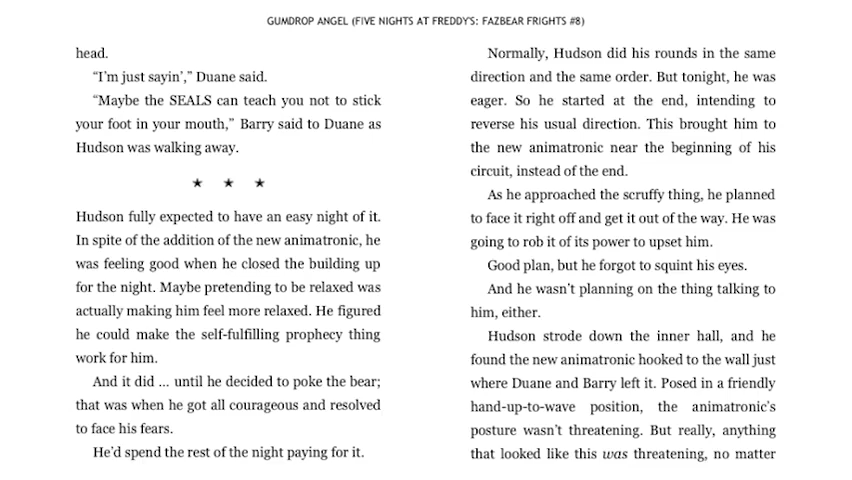 GUMDROP ANGEL (FIVE NIGHTS AT FREDDY'S: FAZBEAR FRIGHTS #8)
head.
“I’m just sayin’,” Duane said.
“Maybe the SEALS can teach you not to stick
your foot in your mouth,” Barry said to Duane as
Hudson was walking away.
★ ★ ★
Hudson fully expected to have an easy night of it.
In spite of the addition of the new animatronic, he
was feeling good when he closed the building up
for the night. Maybe pretending to be relaxed was
actually making him feel more relaxed. He figured
he could make the self-fulfilling prophecy thing
work for him.
And it did ... until he decided to poke the bear;
that was when he got all courageous and resolved
to face his fears.
He’d spend the rest of the night paying for it.
Normally, Hudson did his rounds in the same
direction and the same order. But tonight, he was
eager. So he started at the end, intending to
reverse his usual direction. This brought him to
the new animatronic near the beginning of his
circuit, instead of the end.
As he approached the scruffy thing, he planned
to face it right off and get it out of the way. He was
going to rob it of its power to upset him.
Good plan, but he forgot to squint his eyes.
And he wasn’t planning on the thing talking to
him, either.
Hudson strode down the inner hall, and he
found the new animatronic hooked to the wall just
where Duane and Barry left it. Posed in a friendly
hand-up-to-wave position, the animatronic’s
posture wasn’t threatening. But really, anything
that looked like this was threatening, no matter